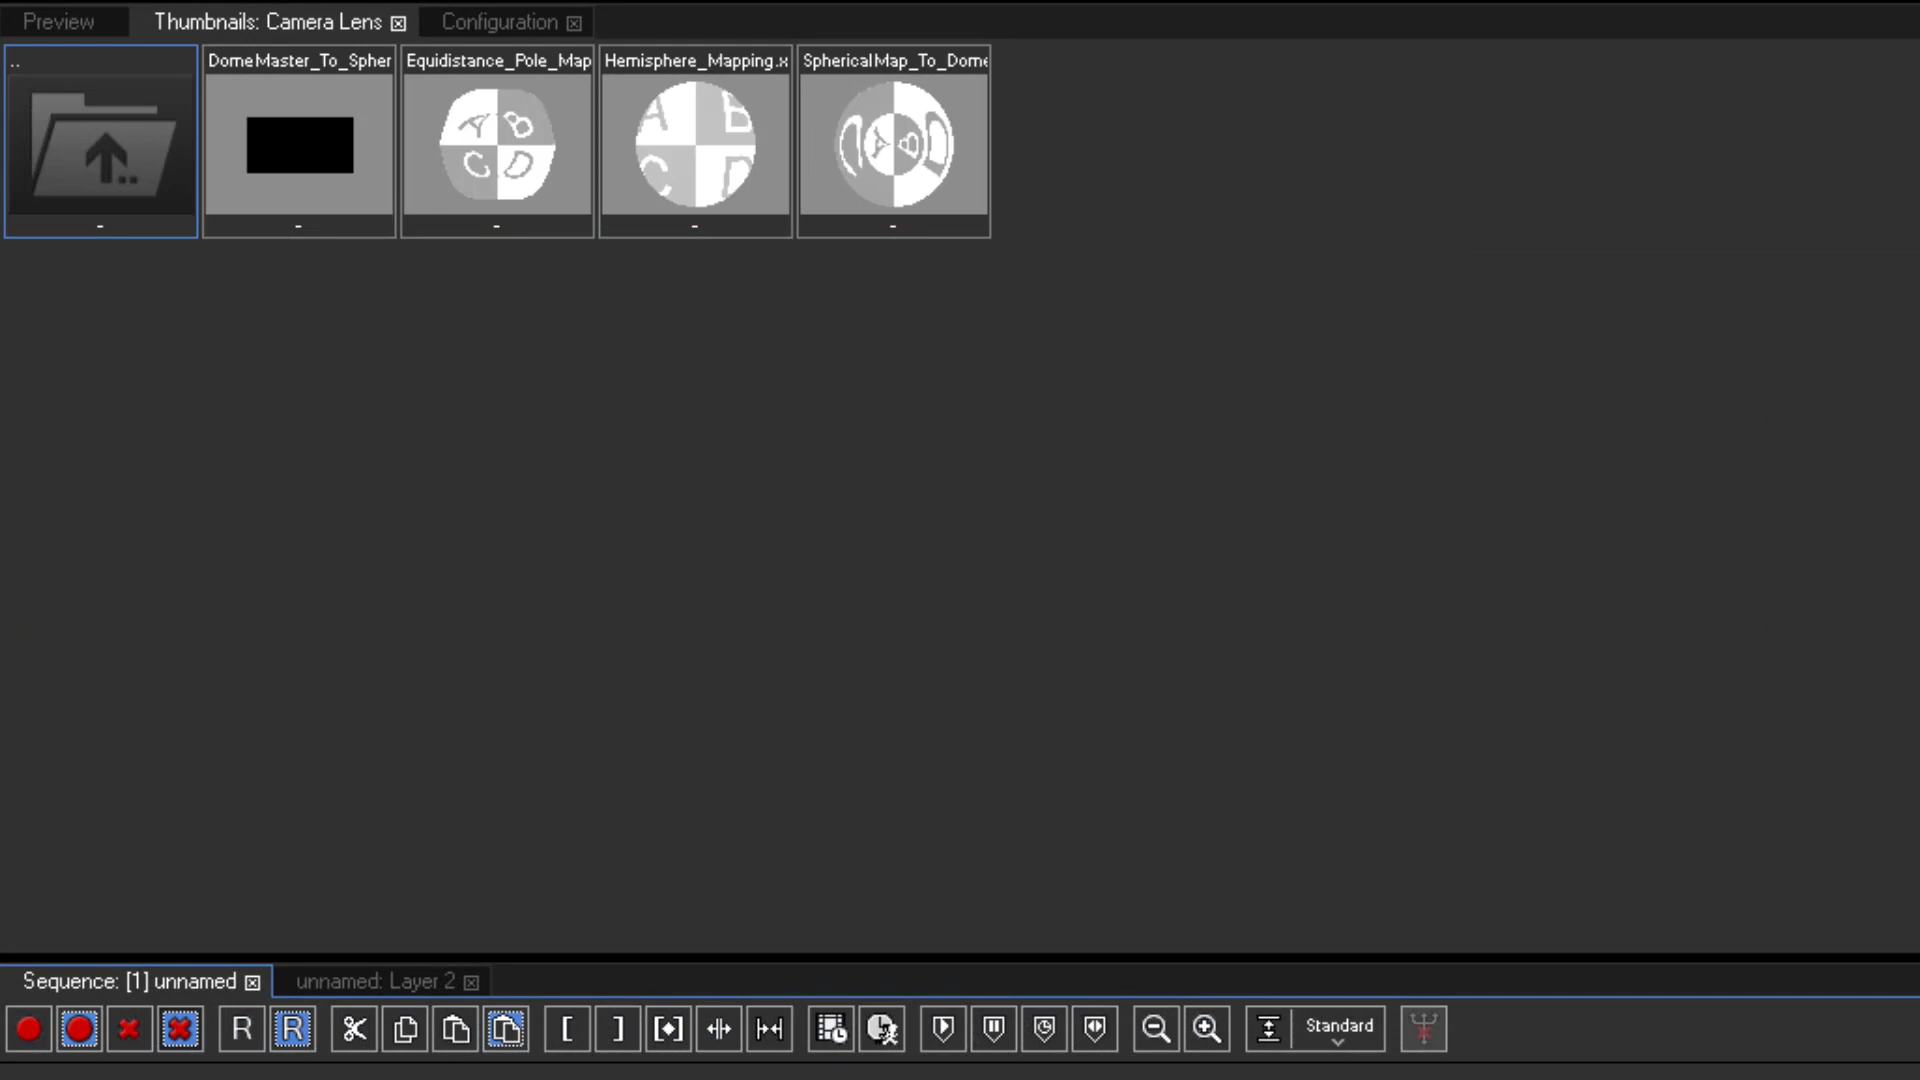 Preview
Thumbnails: Camera Lens
Configuration
..
DomeMaster_To_Spher
Equidistance_Pole_Map
Hemisphere_Mapping.x
SphericalMap_To_Dome
-
-
-
-
-
A B
C D
A B
C D
A B
Sequence: [1] unnamed
unnamed: Layer 2
R
R
Standard